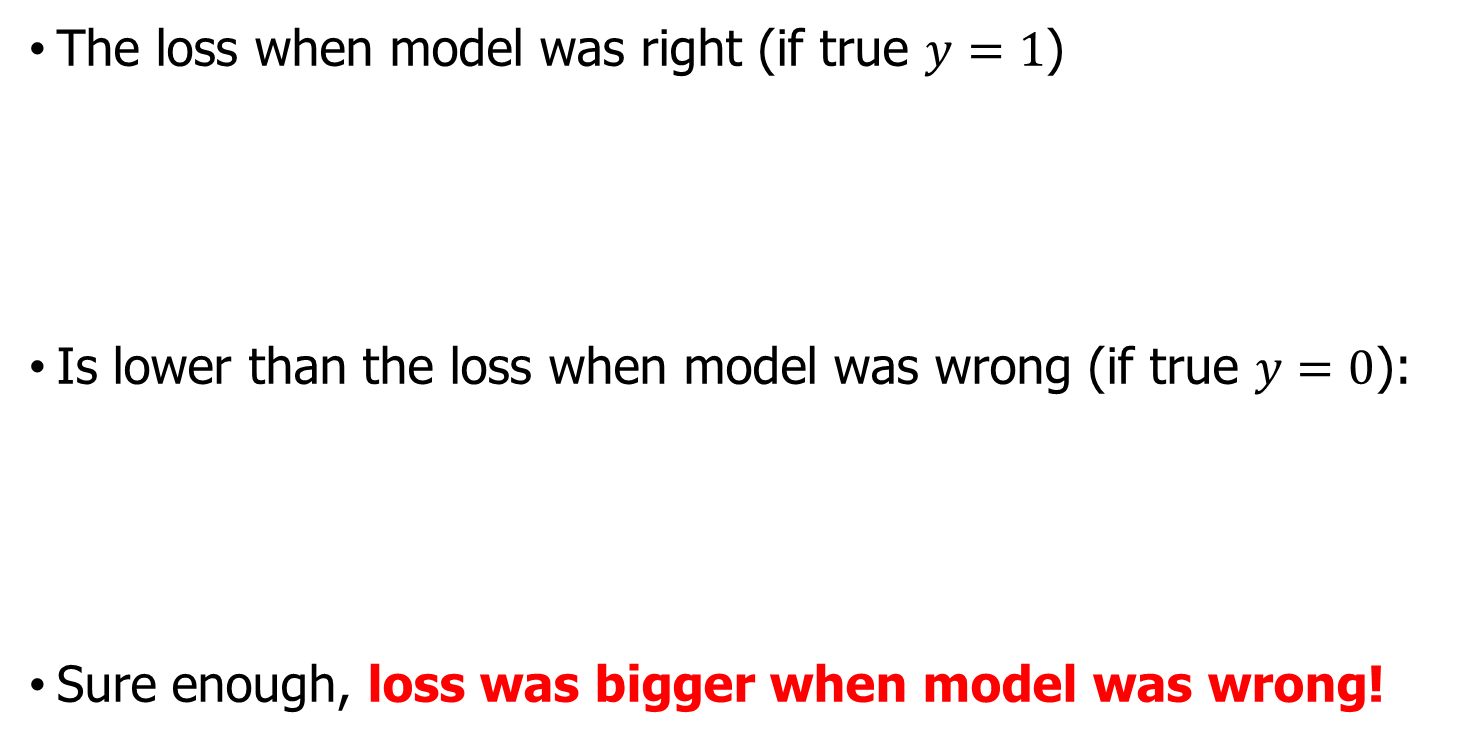 • The loss when model was right (if true y = 1)
• Is lower than the loss when model was wrong (if true y = 0):
• Sure enough, loss was bigger when model was wrong!